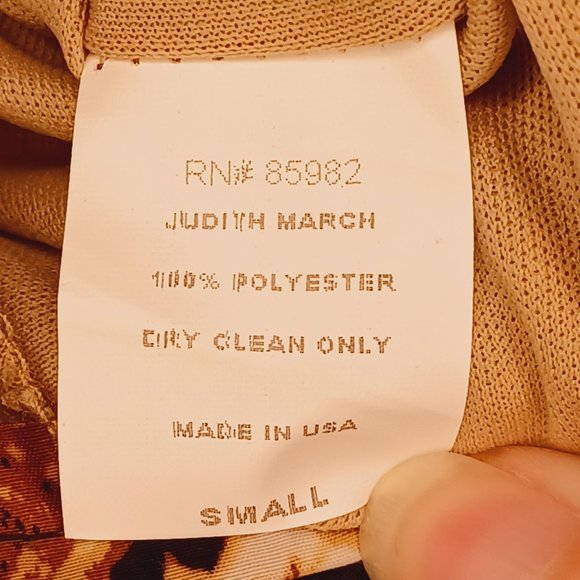 RN# 85982
JUDITH MARCH
100% POLYESTER
DRY CLEAN ONLY
MADE IN USA
SMALL